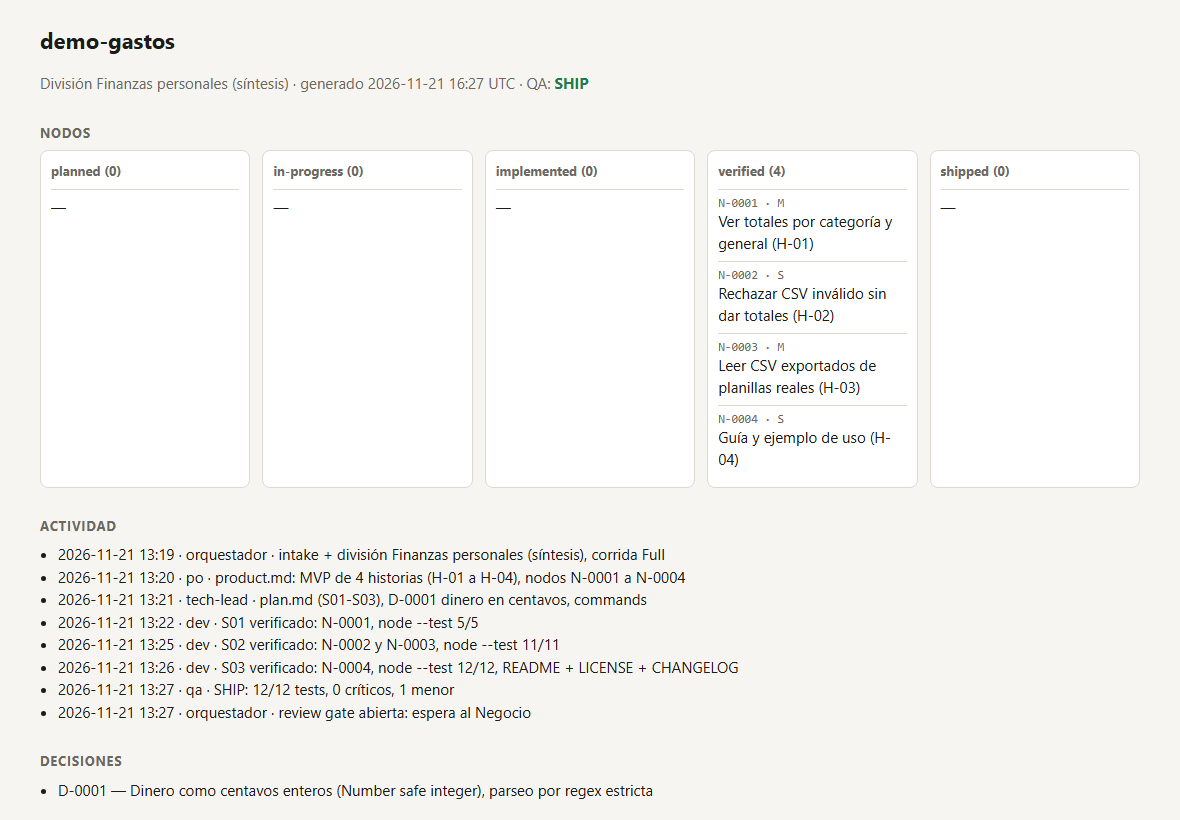 demo-gastos
División Finanzas personales (síntesis) · generado 2026-11-21 16:27 UTC · QA: SHIP
NODOS
planned (0)
—
in-progress (0)
—
implemented (0)
—
verified (4)
N-0001 · M
Ver totales por categoría y
general (H-01)
N-0002 · S
Rechazar CSV inválido sin
dar totales (H-02)
N-0003 · M
Leer CSV exportados de
planillas reales (H-03)
N-0004 · S
Guía y ejemplo de uso (H-
04)
shipped (0)
—
ACTIVIDAD
• 2026-11-21 13:19 · orquestador · intake + división Finanzas personales (síntesis), corrida Full
• 2026-11-21 13:20 · po · product.md: MVP de 4 historias (H-01 a H-04), nodos N-0001 a N-0004
• 2026-11-21 13:21 · tech-lead · plan.md (S01-S03), D-0001 dinero en centavos, commands
• 2026-11-21 13:22 · dev · S01 verificado: N-0001, node --test 5/5
• 2026-11-21 13:25 · dev · S02 verificado: N-0002 y N-0003, node --test 11/11
• 2026-11-21 13:26 · dev · S03 verificado: N-0004, node --test 12/12, README + LICENSE + CHANGELOG
• 2026-11-21 13:27 · qa · SHIP: 12/12 tests, 0 críticos, 1 menor
• 2026-11-21 13:27 · orquestador · review gate abierta: espera al Negocio
DECISIONES
• D-0001 — Dinero como centavos enteros (Number safe integer), parseo por regex estricta